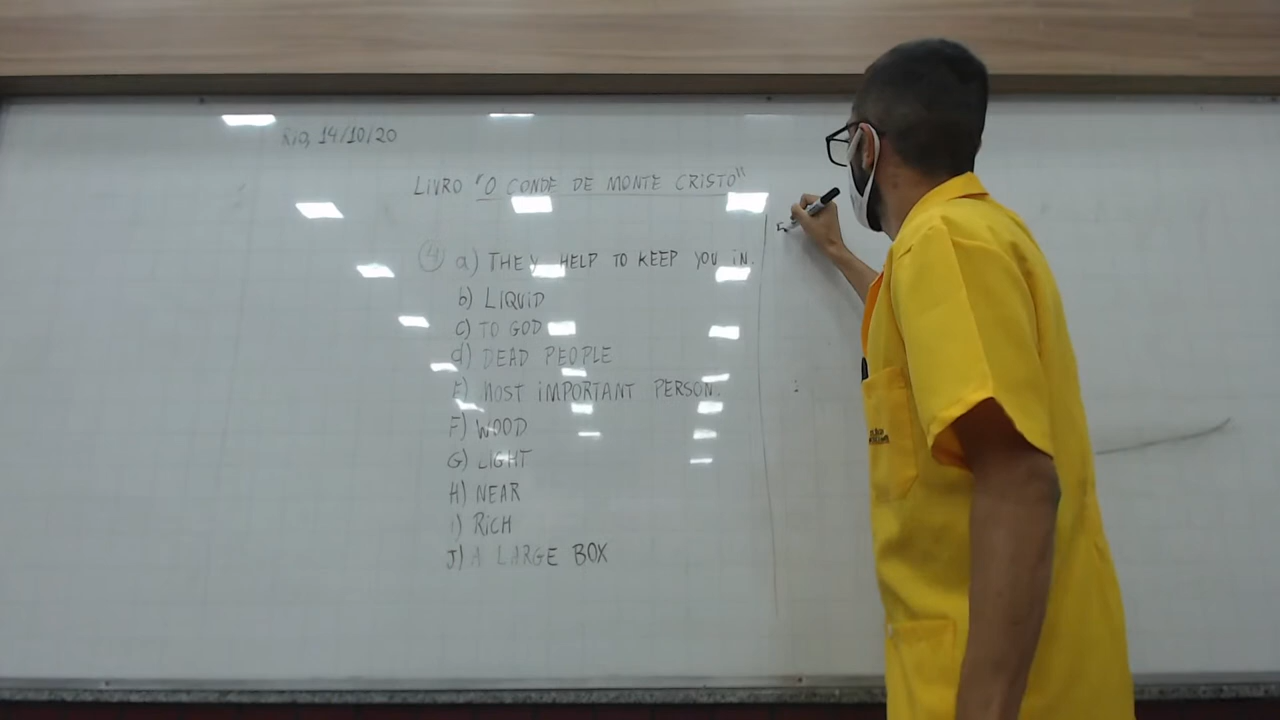 Rio, 14/10/20
LIVRO "O CONDE DE MONTE CRISTO"
4 a) THEY HELP TO KEEP YOU IN.
b) LIQUID
c) TO GOD
d) DEAD PEOPLE
E) MOST IMPORTANT PERSON.
F) WOOD
G) LIGHT
H) NEAR
I) RICH
J) A LARGE BOX